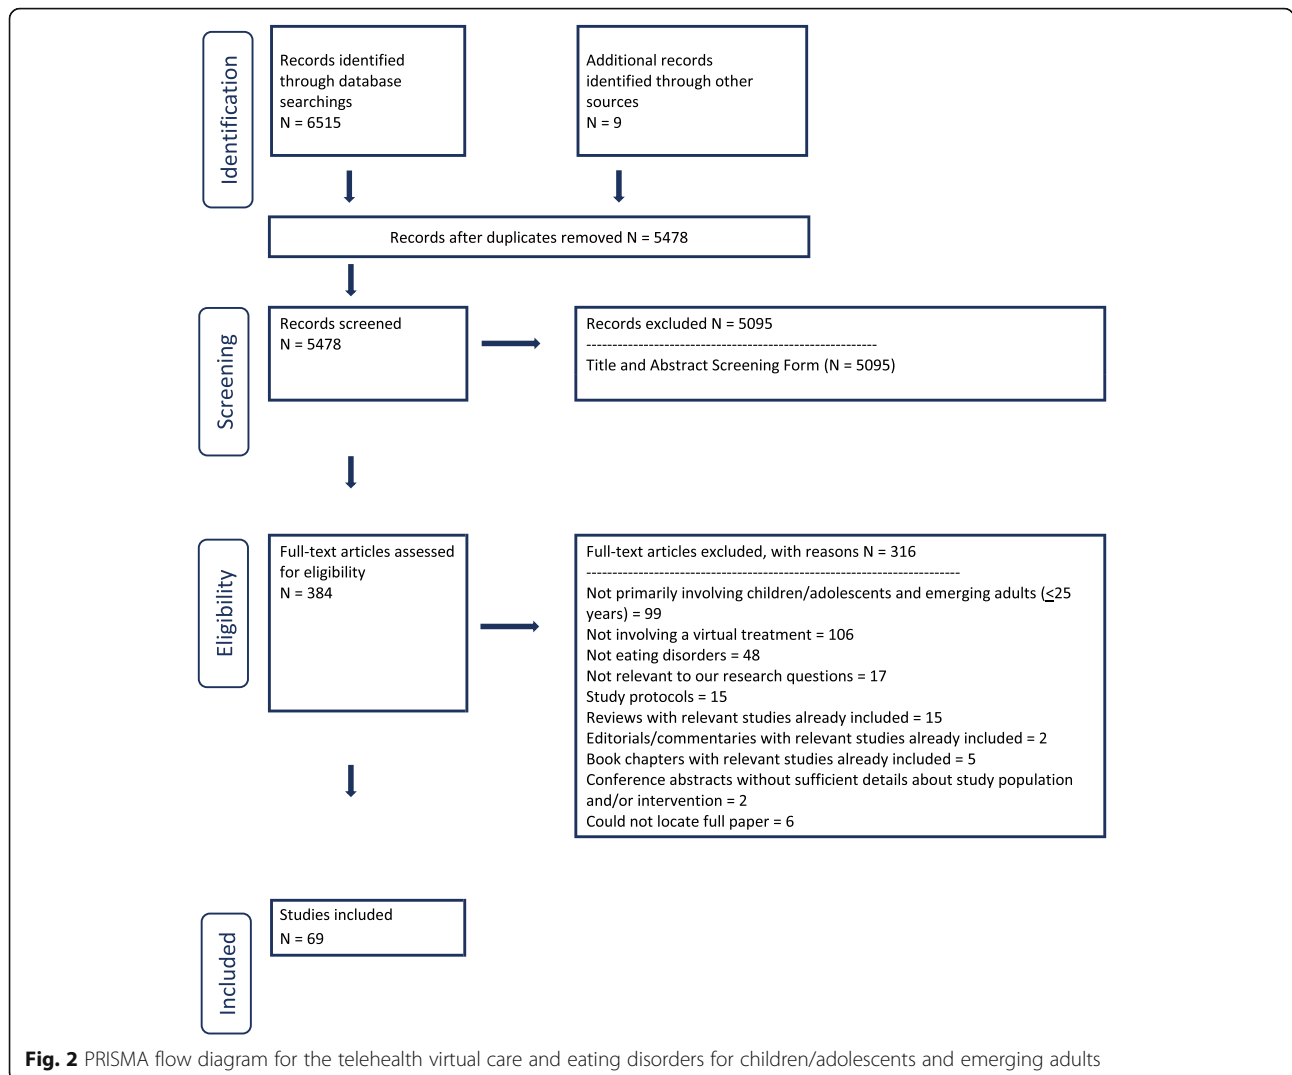 Identification
Records identified
through database
searchings
N = 6515
Additional records
identified through other
sources
N = 9
Records after duplicates removed N = 5478
Screening
Records screened
N = 5478
Records excluded N = 5095
--------------------------------------------------------
Title and Abstract Screening Form (N = 5095)
Eligibility
Full-text articles assessed
for eligibility
N = 384
Full-text articles excluded, with reasons N = 316
------------------------------------------------------------------------
Not primarily involving children/adolescents and emerging adults (≤25
years) = 99
Not involving a virtual treatment = 106
Not eating disorders = 48
Not relevant to our research questions = 17
Study protocols = 15
Reviews with relevant studies already included = 15
Editorials/commentaries with relevant studies already included = 2
Book chapters with relevant studies already included = 5
Conference abstracts without sufficient details about study population
and/or intervention = 2
Could not locate full paper = 6
Included
Studies included
N = 69
Fig. 2 PRISMA flow diagram for the telehealth virtual care and eating disorders for children/adolescents and emerging adults